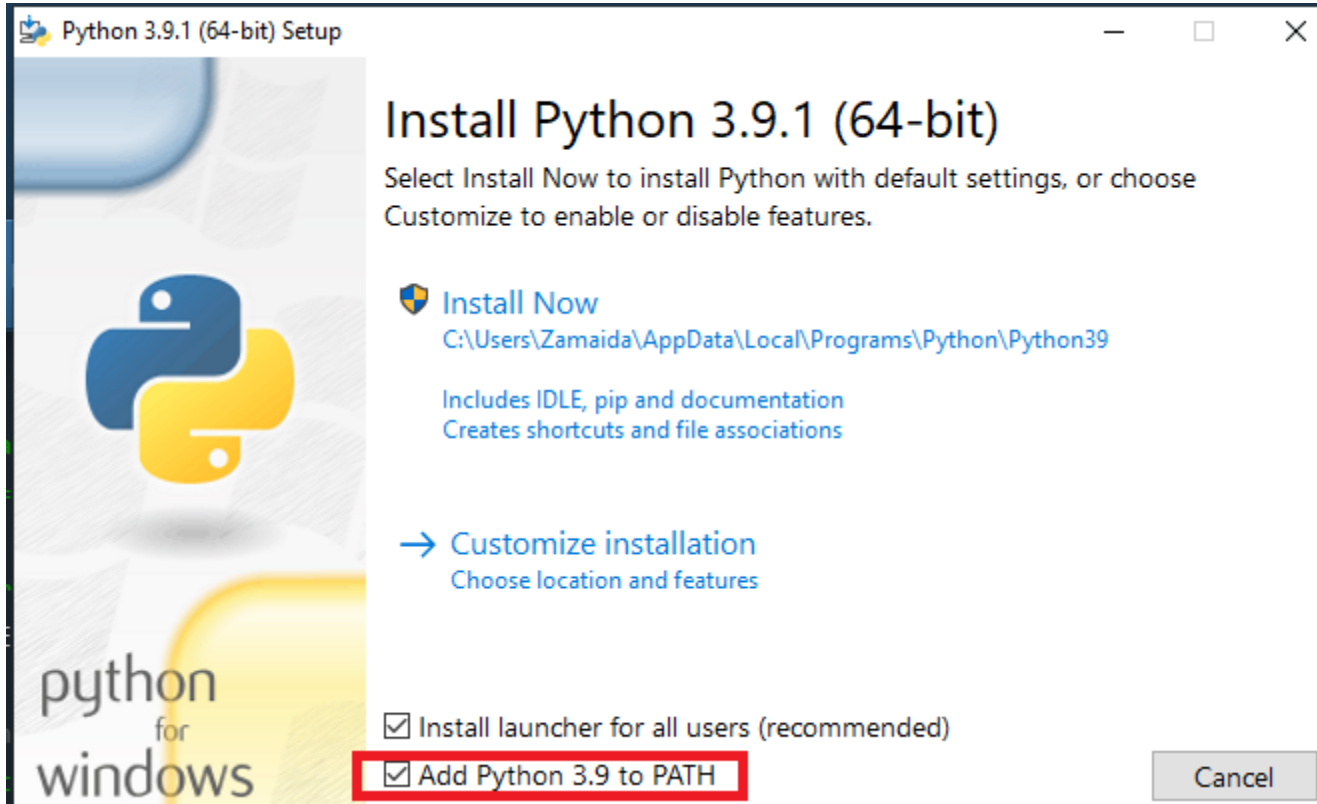 Python 3.9.1 (64-bit) Setup
Install Python 3.9.1 (64-bit)
Select Install Now to install Python with default settings, or choose
Customize to enable or disable features.
Install Now
C:\Users\Zamaida\AppData\Local\Programs\Python\Python39
Includes IDLE, pip and documentation
Creates shortcuts and file associations
Customize installation
Choose location and features
python
for
windows
Install launcher for all users (recommended)
Add Python 3.9 to PATH
Cancel